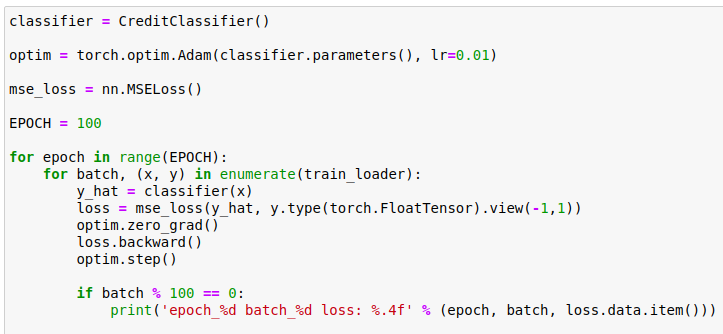 classifier = CreditClassifier()
optim = torch.optim.Adam(classifier.parameters(), lr=0.01)
mse_loss = nn.MSELoss()
EPOCH = 100
for epoch in range(EPOCH):
    for batch, (x, y) in enumerate(train_loader):
        y_hat = classifier(x)
        loss = mse_loss(y_hat, y.type(torch.FloatTensor).view(-1,1))
        optim.zero_grad()
        loss.backward()
        optim.step()
        if batch % 100 == 0:
            print('epoch_%d batch_%d loss: %.4f' % (epoch, batch, loss.data.item()))